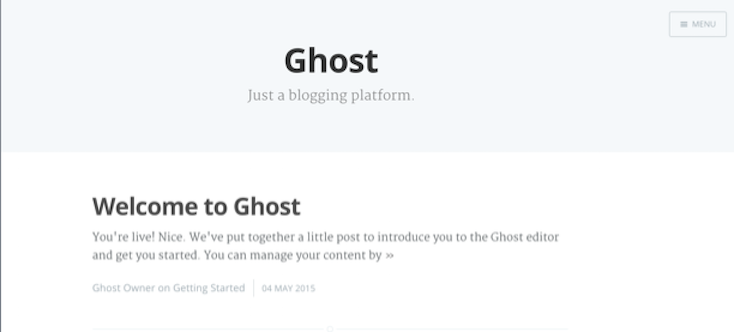 MENU
Ghost
Just a blogging platform.
Welcome to Ghost
You're live! Nice. We've put together a little post to introduce you to the Ghost editor
and get you started. You can manage your content by »
Ghost Owner on Getting Started | 04 MAY 2015